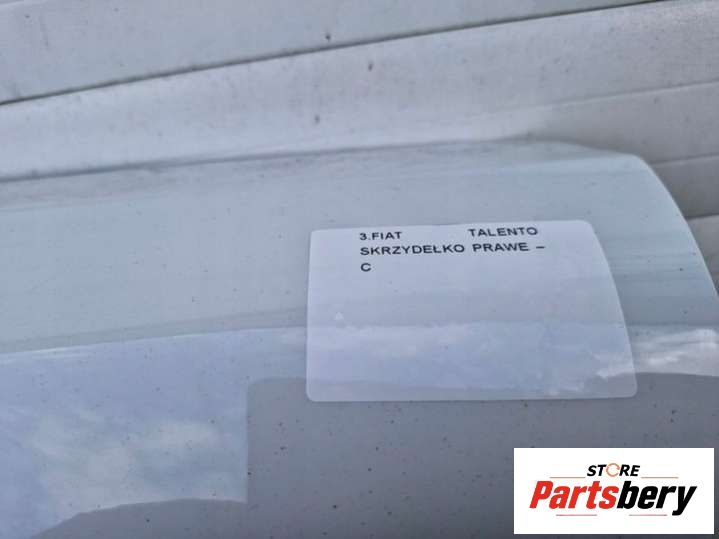 3.FIAT TALENTO
SKRZYDEŁKO PRAWE –
C
STORE
Partsbery